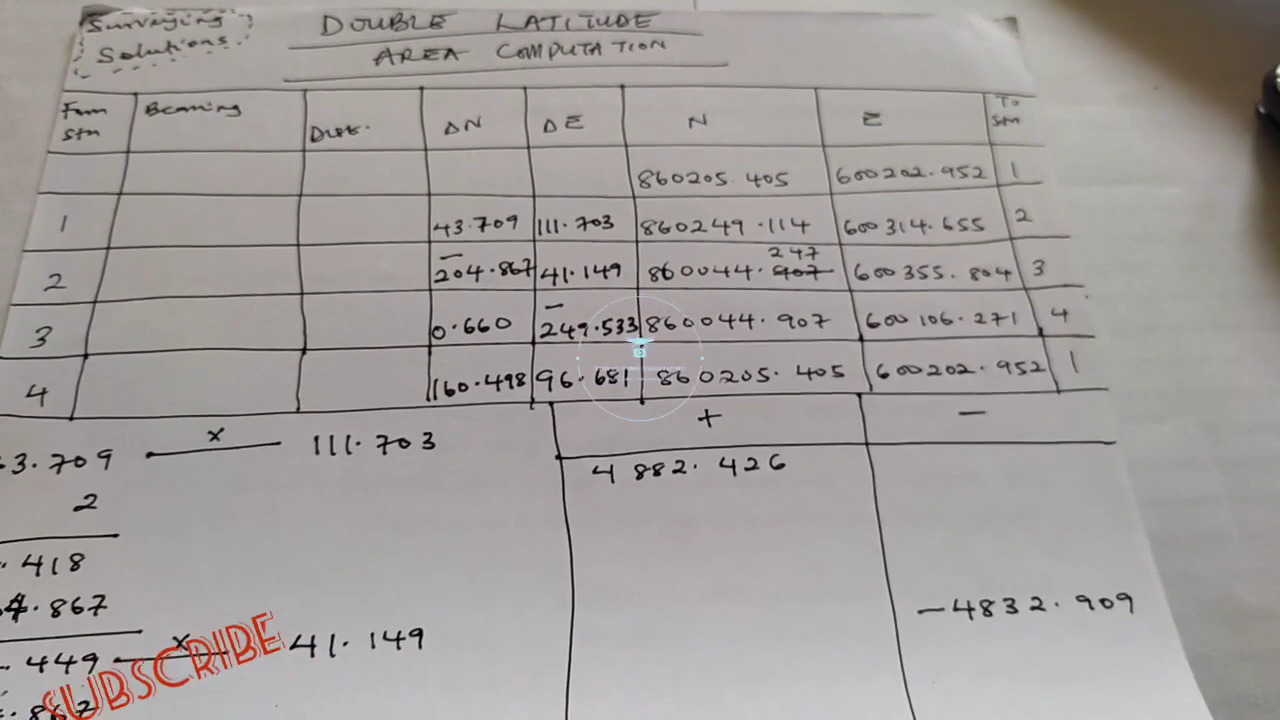 Surveying
Solutions.
DOUBLE LATITUDE
AREA COMPUTATION
From Stn Bearing Dist. ΔN ΔE N E To Stn
860205.405 600202.952 1
1 43.709 111.703 860249.114 600314.655 2
247
2 -204.867 41.149 860044.907 600355.804 3
3 0.660 -249.533 860044.907 600106.271 4
4 160.498 96.681 860205.405 600202.952 1
+ -
3.709 x 111.703
4882.426
2
.418
4.867
-4832.909
.449 x 41.149
SUBSCRIBE